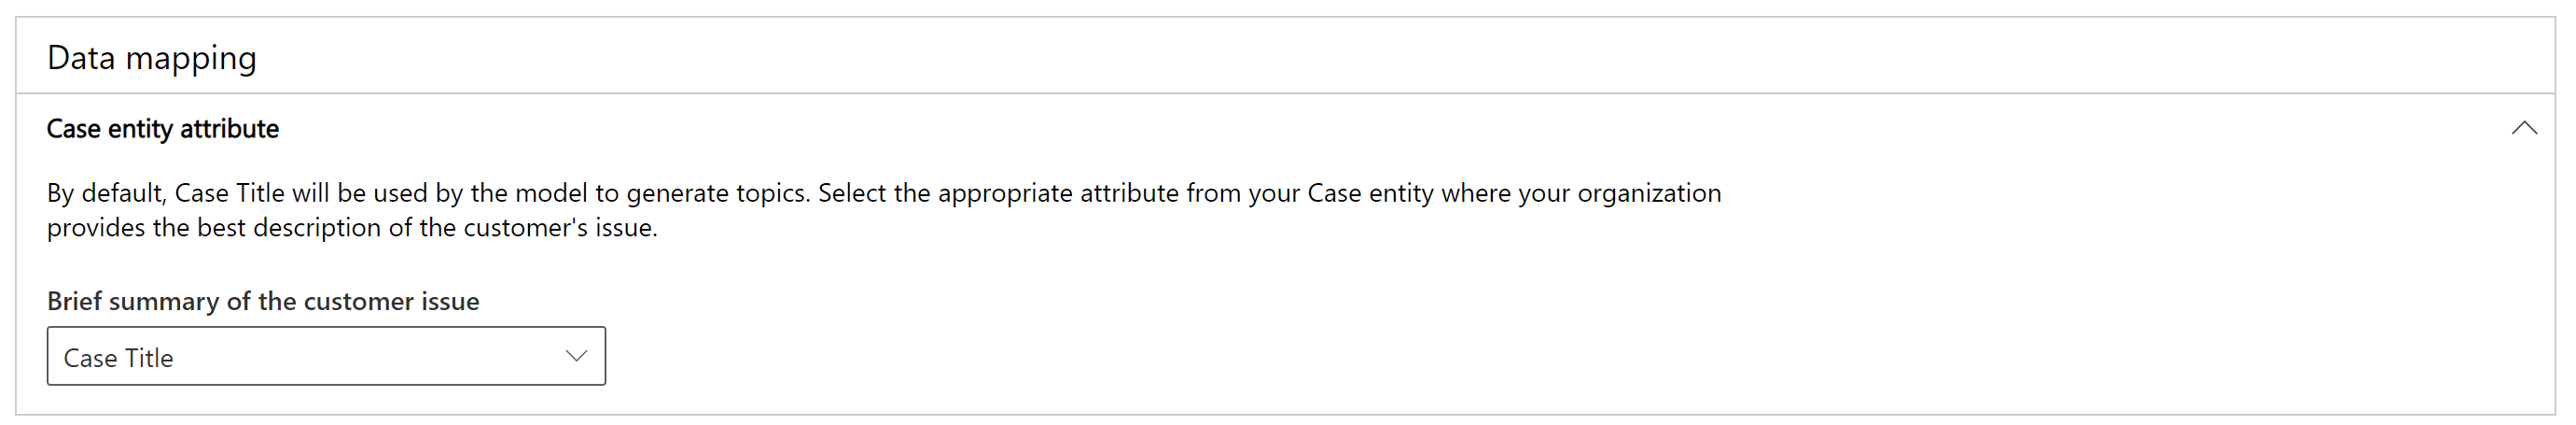 Data mapping
Case entity attribute
By default, Case Title will be used by the model to generate topics. Select the appropriate attribute from your Case entity where your organization
provides the best description of the customer's issue.
Brief summary of the customer issue
Case Title